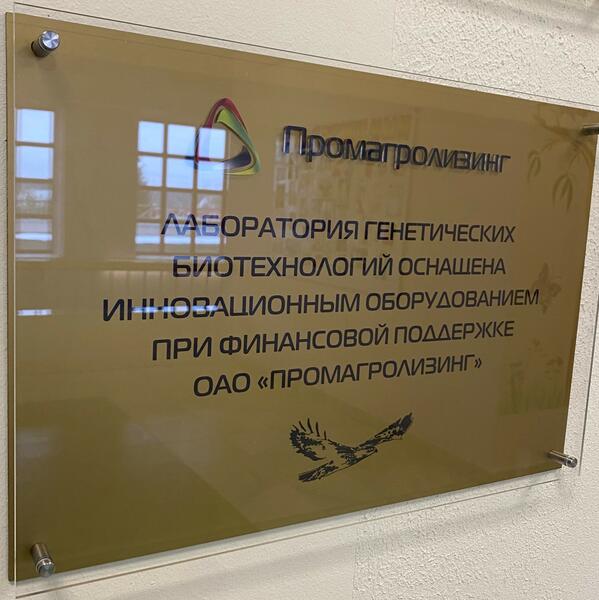 Промагролизинг
ЛАБОРАТОРИЯ ГЕНЕТИЧЕСКИХ
БИОТЕХНОЛОГИЙ ОСНАЩЕНА
ИННОВАЦИОННЫМ ОБОРУДОВАНИЕМ
ПРИ ФИНАНСОВОЙ ПОДДЕРЖКЕ
ОАО «ПРОМАГРОЛИЗИНГ»